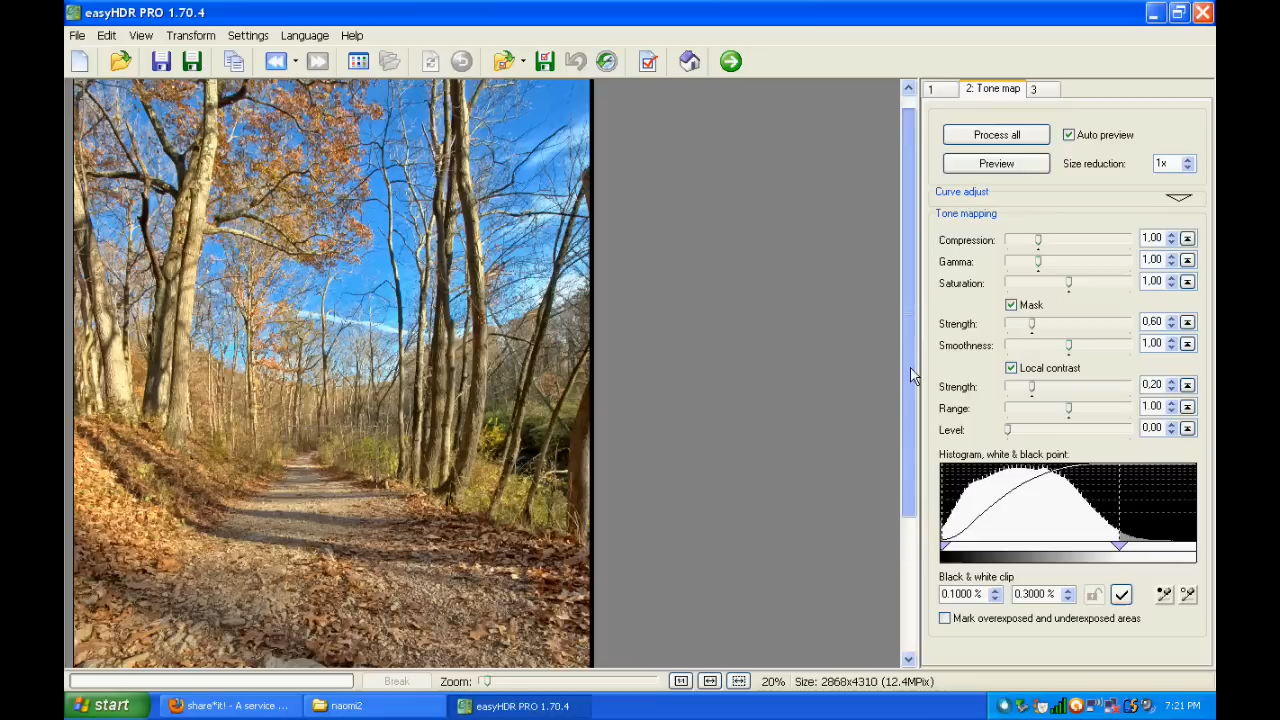 easyHDR PRO 1.70.4
File Edit View Transform Settings Language Help
1 2: Tone map 3
Process all Auto preview
Preview Size reduction: 1x
Curve adjust
Tone mapping
Compression: 1,00
Gamma: 1,00
Saturation: 1,00
Mask
Strength: 0,60
Smoothness: 1,00
Local contrast
Strength: 0,20
Range: 1.00
Level: 0,00
Histogram, white & black point:
Black & white clip
0.1000 % 0.3000 %
Mark overexposed and underexposed areas
Break Zoom: 1:1 20% Size: 2868x4310 (12.4MPix)
start share*it! - A service ... naomi2 easyHDR PRO 1.70.4 7:21 PM